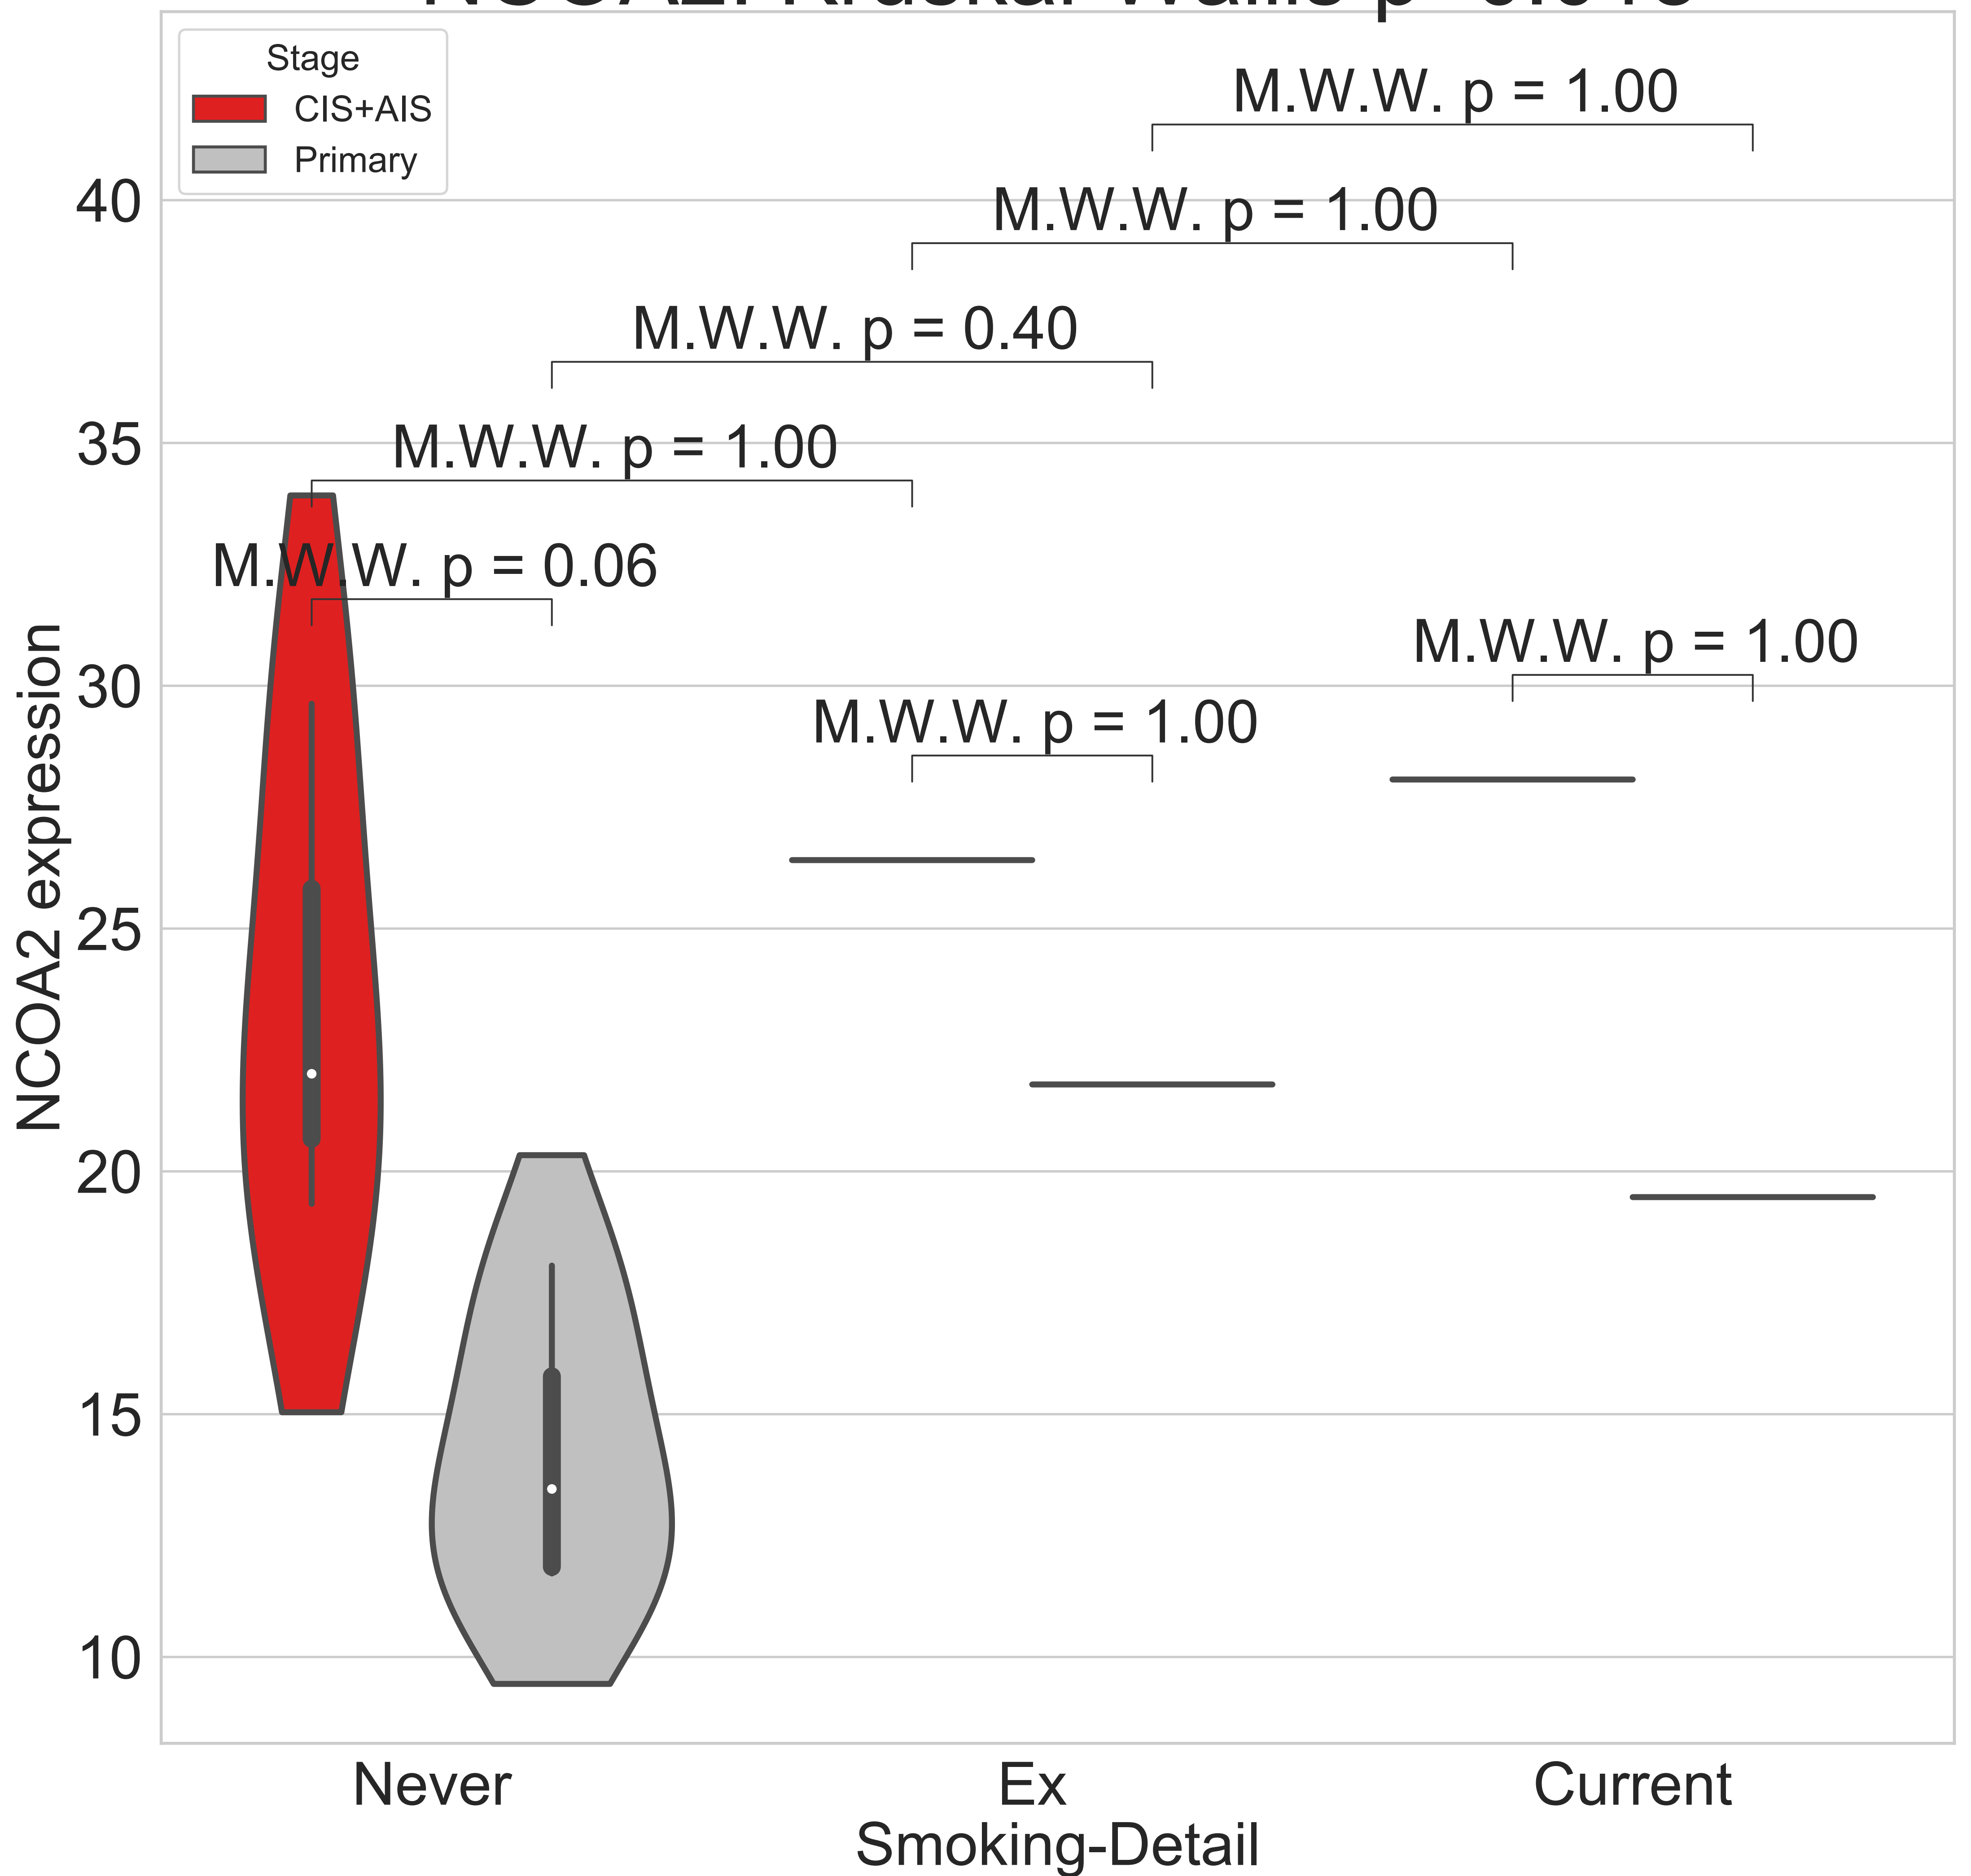 Stage
CIS+AIS
Primary
M.W.W. p = 1.00
40
M.W.W. p = 1.00
M.W.W. p = 0.40
35
M.W.W. p = 1.00
M.W.W. p = 0.06
M.W.W. p = 1.00
30
M.W.W. p = 1.00
NCOA2 expression
25
20
15
10
Never
Ex
Current
Smoking-Detail